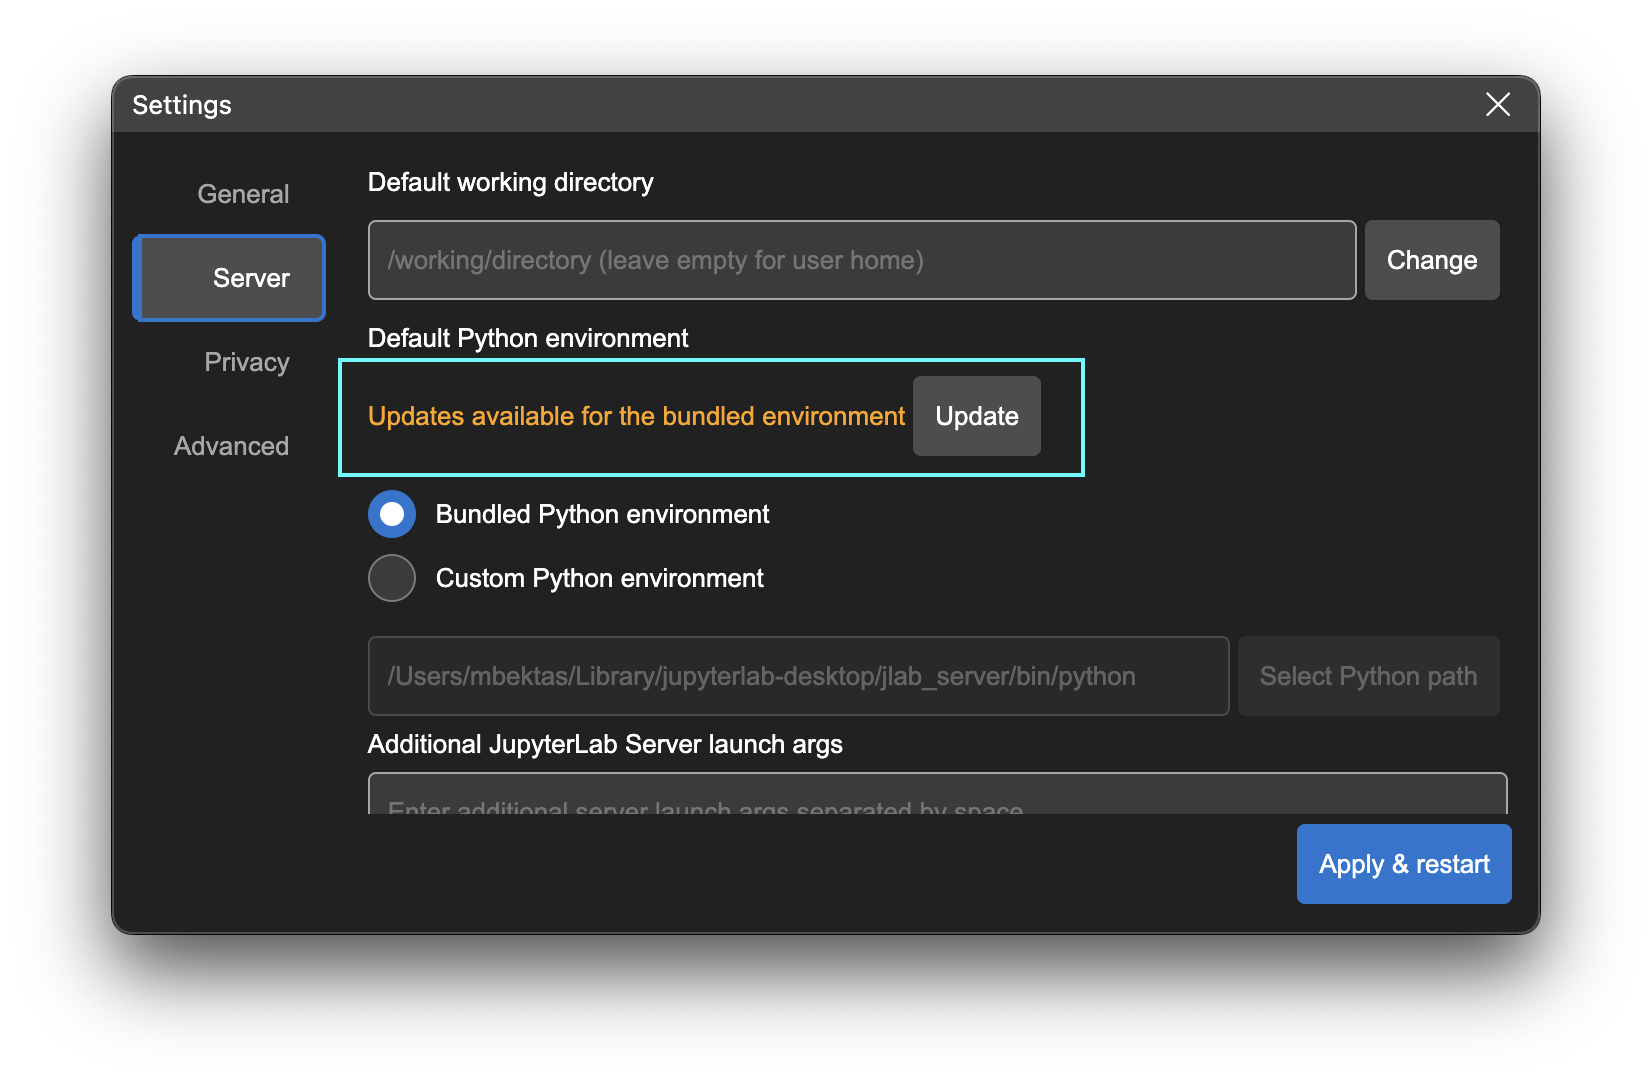 Settings
General
Server
Privacy
Advanced
Default working directory
/working/directory (leave empty for user home)
Change
Default Python environment
Updates available for the bundled environment
Update
Bundled Python environment
Custom Python environment
/Users/mbektas/Library/jupyterlab-desktop/jlab_server/bin/python
Select Python path
Additional JupyterLab Server launch args
Enter additional server launch args separated by space
Apply & restart